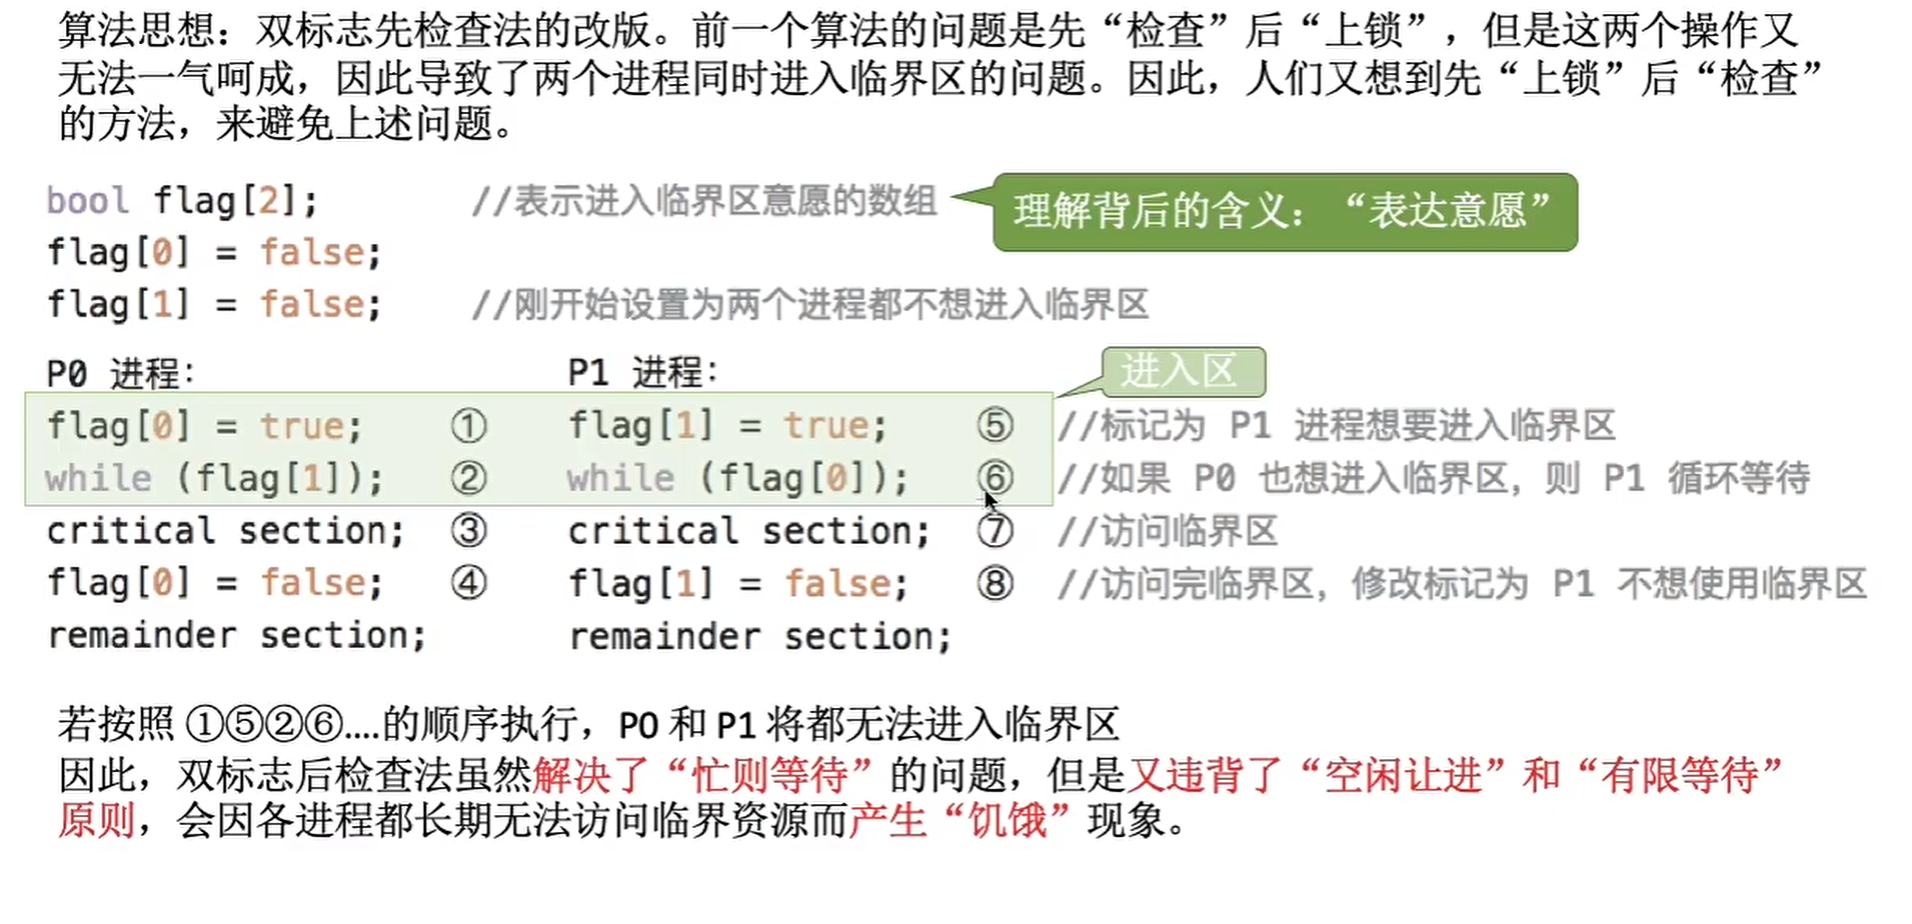 算法思想：双标志先检查法的改版。前一个算法的问题是先“检查”后“上锁”，但是这两个操作又
无法一气呵成，因此导致了两个进程同时进入临界区的问题。因此，人们又想到先“上锁”后“检查”
的方法，来避免上述问题。
bool flag[2]; //表示进入临界区意愿的数组 理解背后的含义：“表达意愿”
flag[0] = false;
flag[1] = false; //刚开始设置为两个进程都不想进入临界区
P0 进程: P1 进程: 进入区
flag[0] = true; ① flag[1] = true; ⑤ //标记为 P1 进程想要进入临界区
while (flag[1]); ② while (flag[0]); ⑥ //如果 P0 也想进入临界区，则 P1 循环等待
critical section; ③ critical section; ⑦ //访问临界区
flag[0] = false; ④ flag[1] = false; ⑧ //访问完临界区，修改标记为 P1 不想使用临界区
remainder section; remainder section;
若按照 ①⑤②⑥....的顺序执行，P0 和 P1 将都无法进入临界区
因此，双标志后检查法虽然解决了“忙则等待”的问题，但是又违背了“空闲让进”和“有限等待”
原则，会因各进程都长期无法访问临界资源而产生“饥饿”现象。